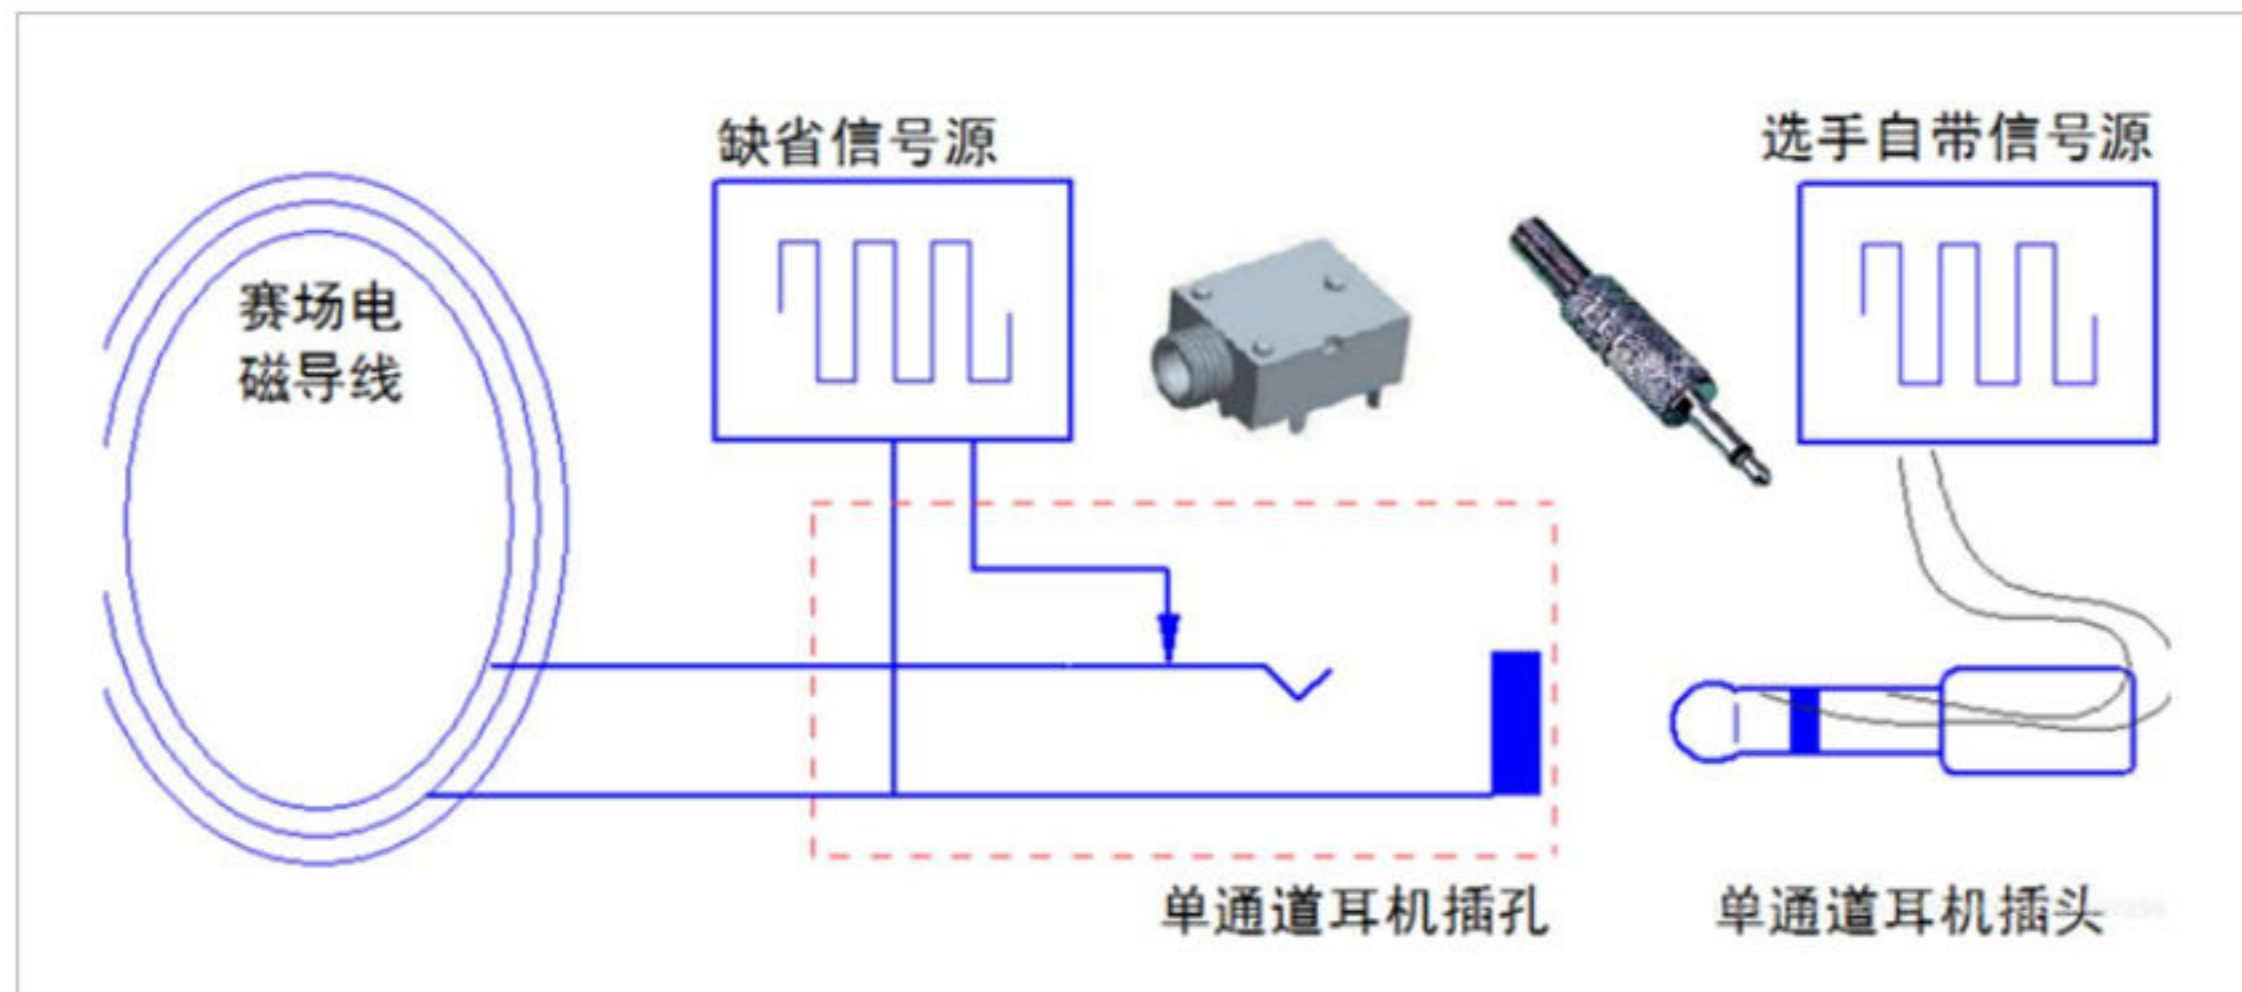 缺省信号源
选手自带信号源
赛场电
磁导线
单通道耳机插孔
单通道耳机插头